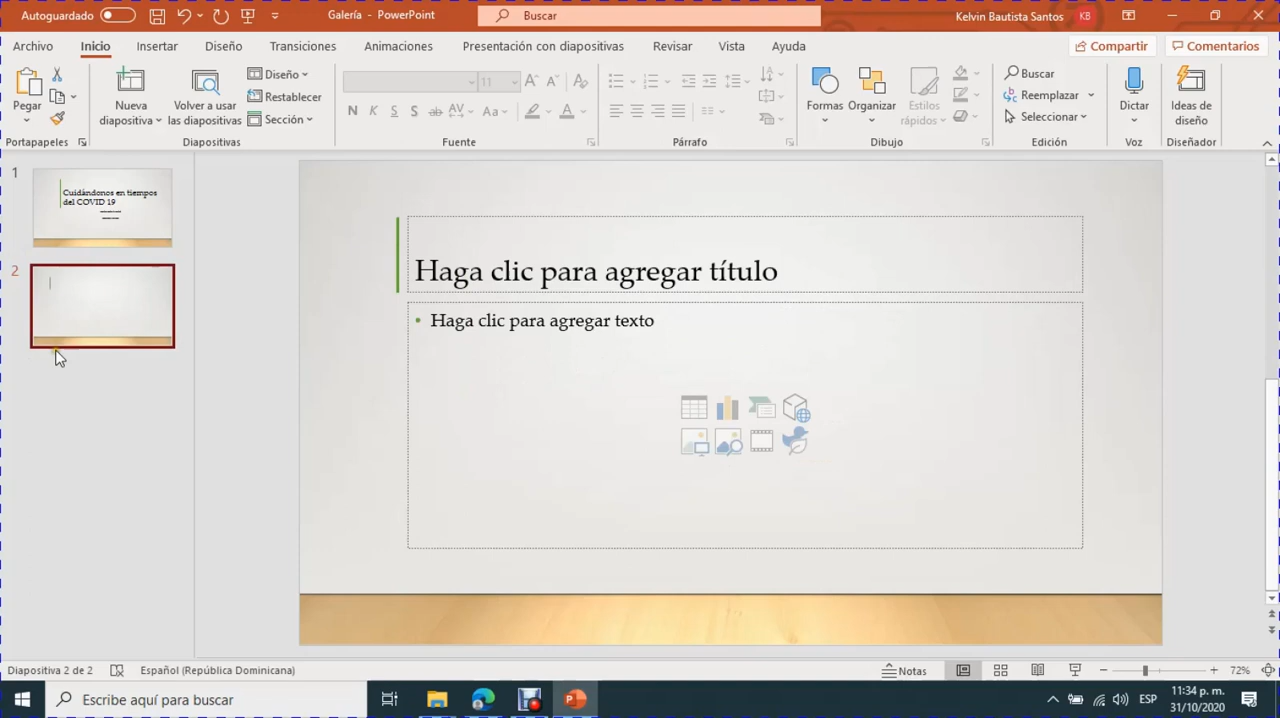 Autoguardado
Galería - PowerPoint
Buscar
Kelvin Bautista Santos
KB
Archivo
Inicio
Insertar
Diseño
Transiciones
Animaciones
Presentación con diapositivas
Revisar
Vista
Ayuda
Compartir
Comentarios
Pegar
Nueva diapositiva
Volver a usar las diapositivas
Diseño
Restablecer
Sección
11
N K S S ab AV Aa A
Formas
Organizar
Estilos rápidos
Buscar
Reemplazar
Seleccionar
Dictar
Ideas de diseño
Portapapeles
Diapositivas
Fuente
Párrafo
Dibujo
Edición
Voz
Diseñador
1
Cuidándonos en tiempos
del COVID 19
2
Haga clic para agregar título
• Haga clic para agregar texto
Diapositiva 2 de 2
Español (República Dominicana)
Notas
72%
Escribe aquí para buscar
ESP
11:34 p. m.
31/10/2020